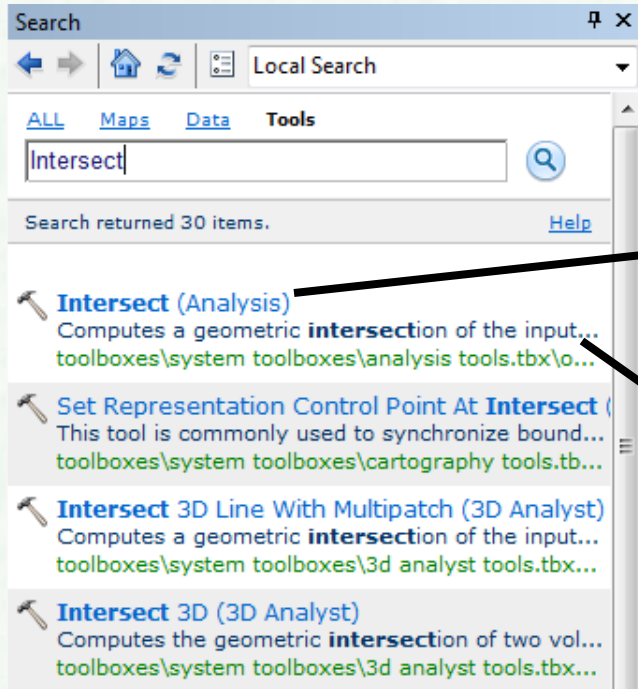 Search
Local Search
ALL Maps Data Tools
Intersect
Search returned 30 items. Help
Intersect (Analysis)
Computes a geometric intersection of the input...
toolboxes\system toolboxes\analysis tools.tbx\o...
Set Representation Control Point At Intersect (
This tool is commonly used to synchronize bound...
toolboxes\system toolboxes\cartography tools.tb...
Intersect 3D Line With Multipatch (3D Analyst)
Computes a geometric intersection of the input...
toolboxes\system toolboxes\3d analyst tools.tbx...
Intersect 3D (3D Analyst)
Computes the geometric intersection of two vol...
toolboxes\system toolboxes\3d analyst tools.tbx...